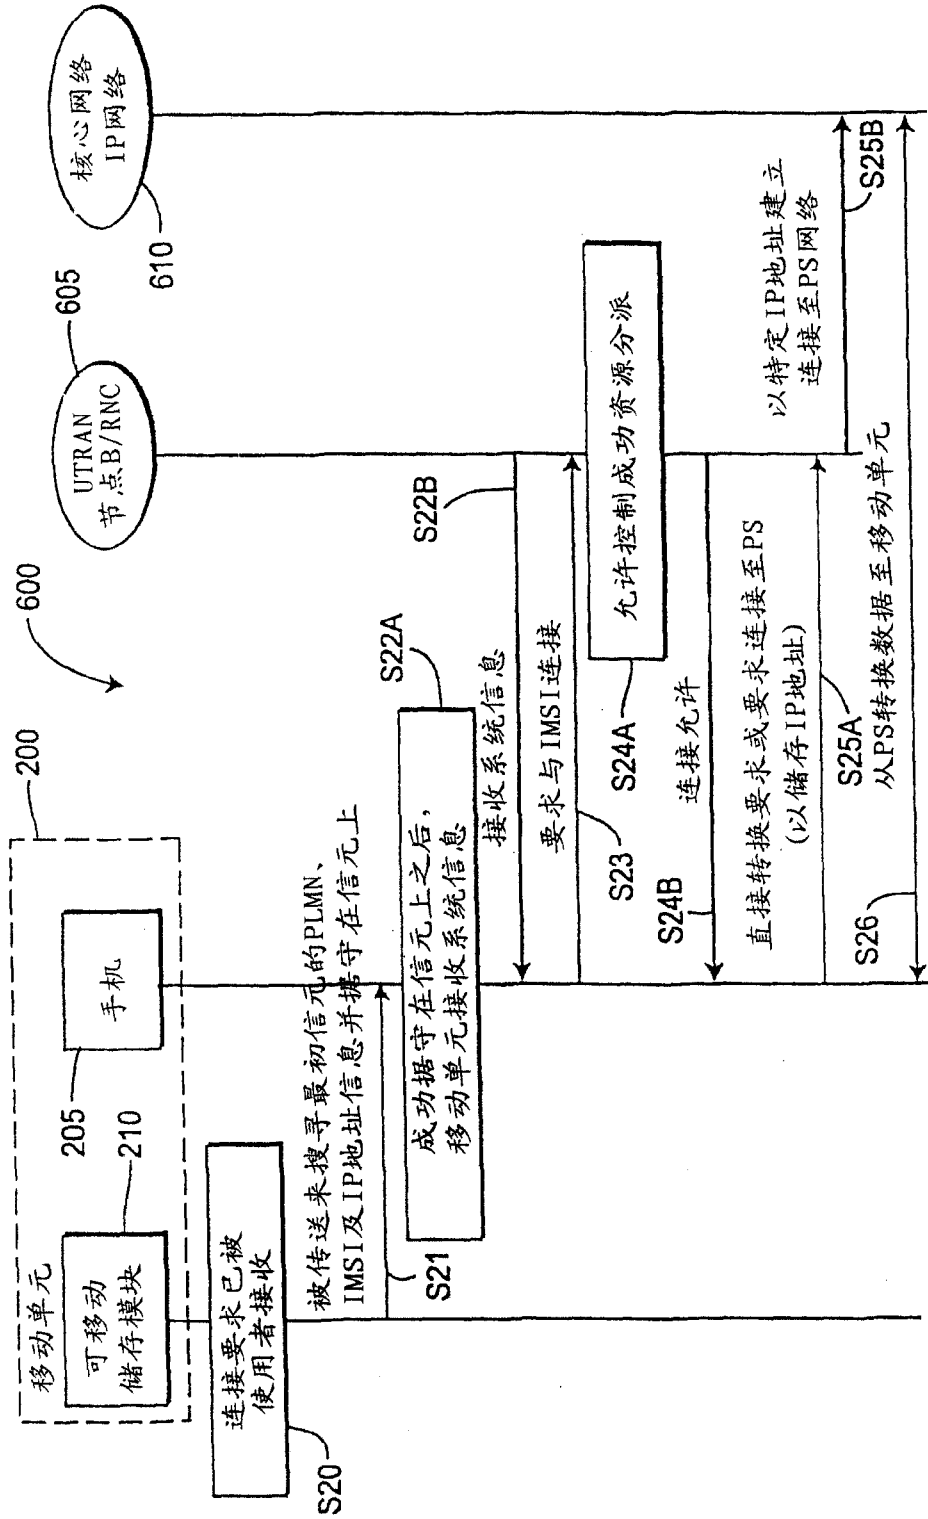 移动单元
200
可移动
储存模块
210
手机
205
600
UTRAN
节点B/RNC
605
核心网络
IP网络
610
连接要求已被
使用者接收
S20
被传送来搜寻最初信元的PLMN、
IMSI及IP地址信息并据守在信元上
S21
成功据守在信元上之后，
移动单元接收系统信息
S22A
接收系统信息
S22B
要求与IMSI连接
S23
允许控制成功资源分派
S24A
连接允许
S24B
直接转换要求或要求连接至PS
(以储存IP地址)
S25A
以特定IP地址建立
连接至PS网络
S25B
从PS转换数据至移动单元
S26